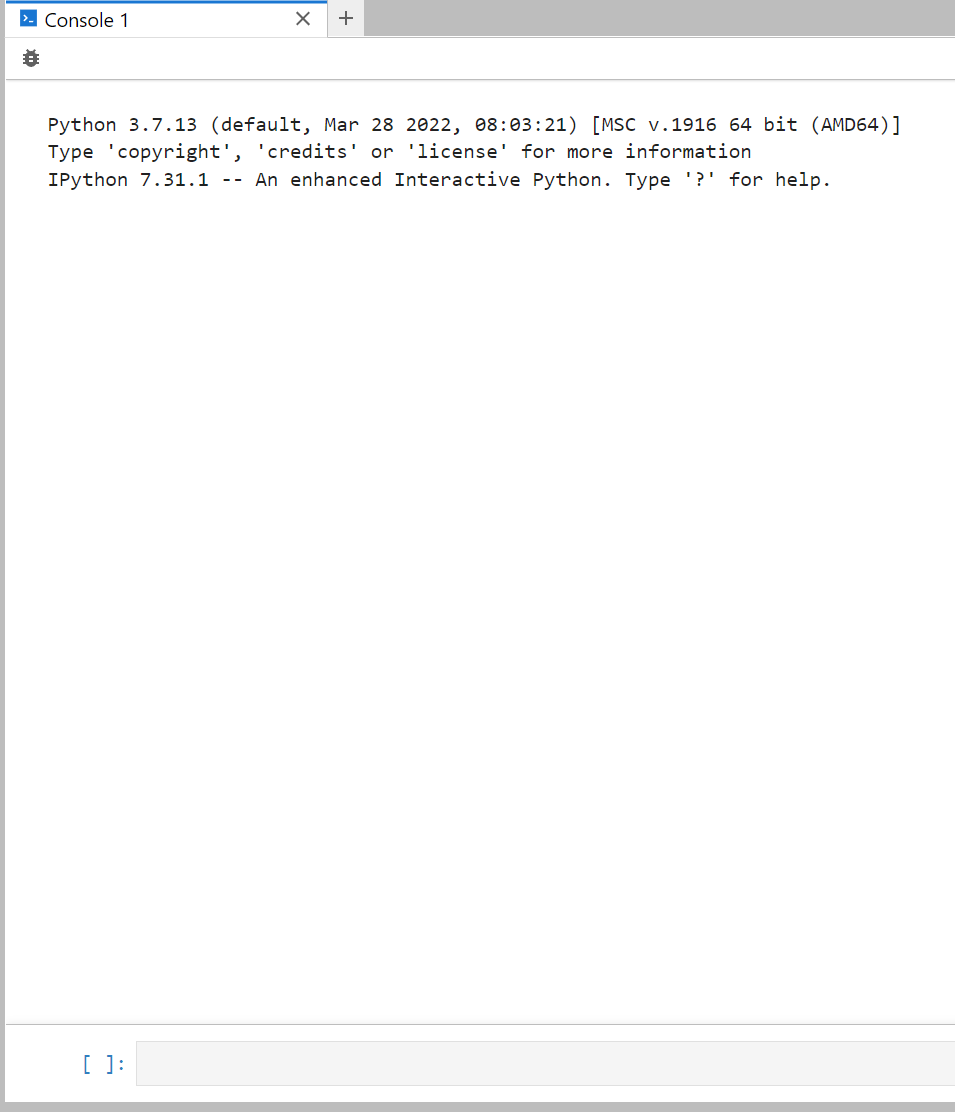 Console 1
Python 3.7.13 (default, Mar 28 2022, 08:03:21) [MSC v.1916 64 bit (AMD64)]
Type 'copyright', 'credits' or 'license' for more information
IPython 7.31.1 -- An enhanced Interactive Python. Type '?' for help.
[ ]: